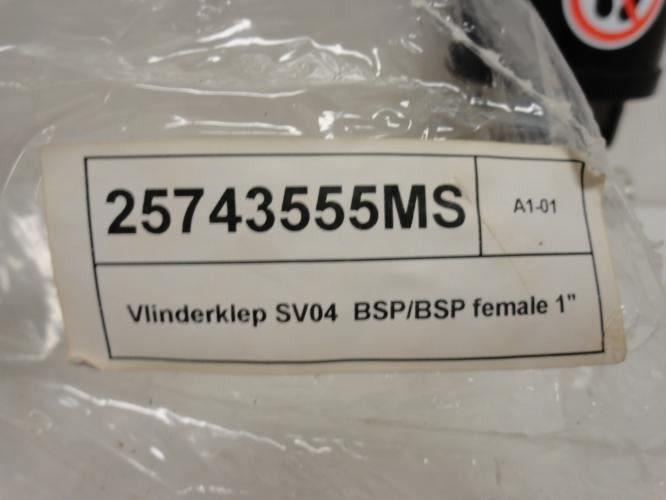 25743555MS
A1-01
Vlinderklep SV04 BSP/BSP female 1"